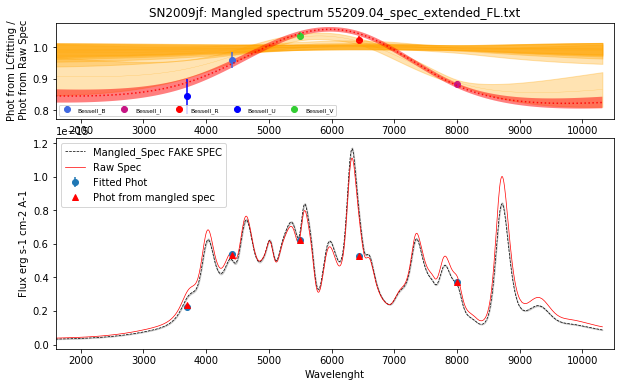 SN2009jf: Mangled spectrum 55209.04_spec_extended_FL.txt
Phot from LCfitting /
Phot from Raw Spec
1.0
0.9
0.8
Bessell_B Bessell_I Bessell_R Bessell_U Bessell_V
2000 3000 4000 5000 6000 7000 8000 9000 10000
Flux erg s-1 cm-2 A-1
1.2
1.0
0.8
0.6
0.4
0.2
0.0
Mangled_Spec FAKE SPEC
Raw Spec
Fitted Phot
Phot from mangled spec
2000 3000 4000 5000 6000 7000 8000 9000 10000
Wavelenght